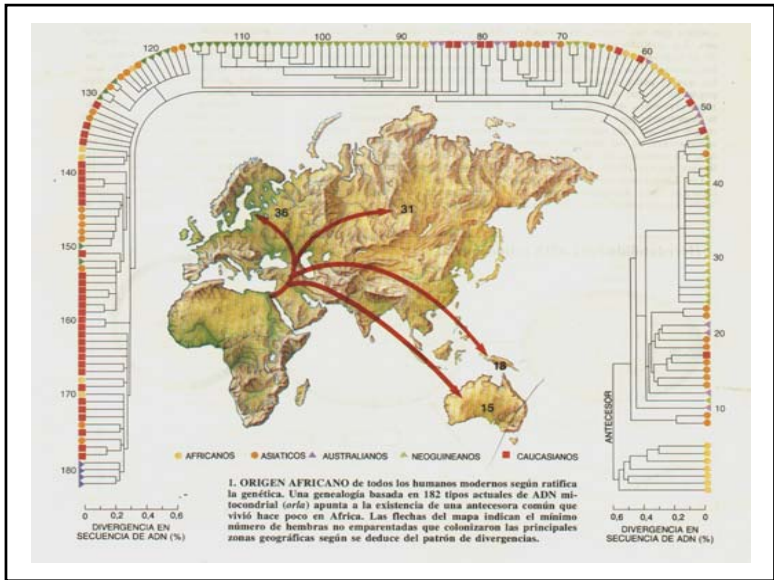 110
100
90
80
70
120
60
130
50
140
40
150
30
160
20
170
10
180
36
31
18
15
ANTECESOR
AFRICANOS ASIATICOS AUSTRALIANOS NEOGUINEANOS CAUCASIANOS
1. ORIGEN AFRICANO de todos los humanos modernos según ratifica
la genética. Una genealogía basada en 182 tipos actuales de ADN mi-
tocondrial (orla) apunta a la existencia de una antecesora común que
vivió hace poco en Africa. Las flechas del mapa indican el mínimo
número de hembras no emparentadas que colonizaron las principales
zonas geográficas según se deduce del patrón de divergencias.
0 0,2 0,4 0,6
DIVERGENCIA EN
SECUENCIA DE ADN (%)
0,6 0,4 0,2 0
DIVERGENCIA EN
SECUENCIA DE ADN (%)